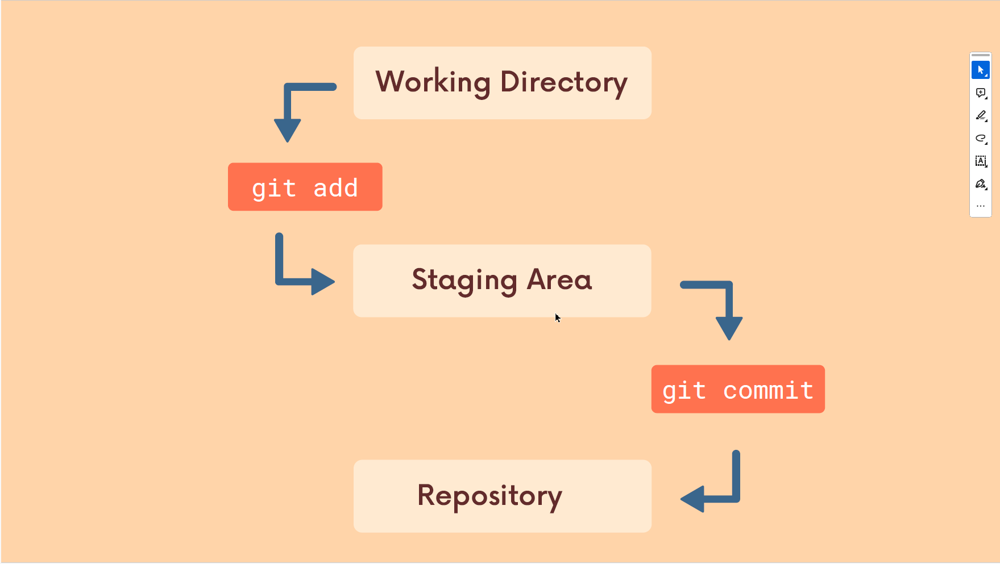 Working Directory
git add
Staging Area
git commit
Repository